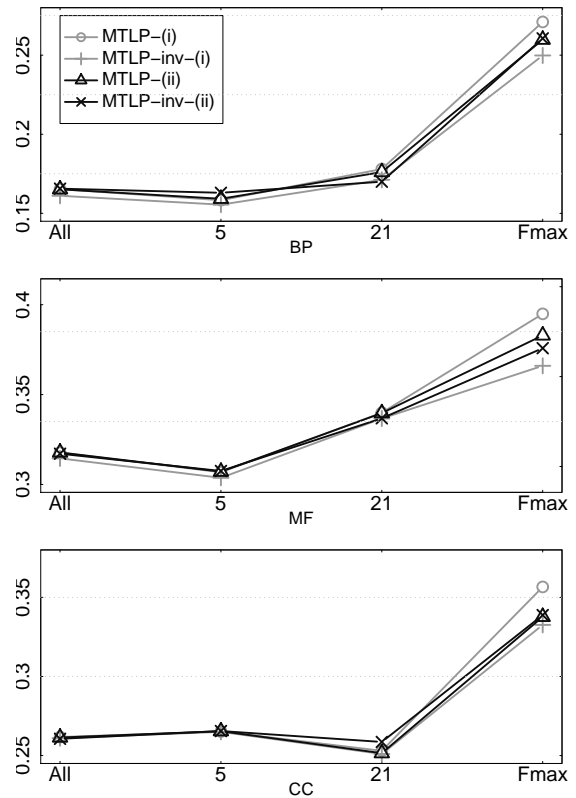 MTLP−(i)
MTLP−inv−(i)
MTLP−(ii)
MTLP−inv−(ii)
0.25
0.2
0.15
All 5 21 Fmax
BP
0.4
0.35
0.3
All 5 21 Fmax
MF
0.35
0.3
0.25
All 5 21 Fmax
CC